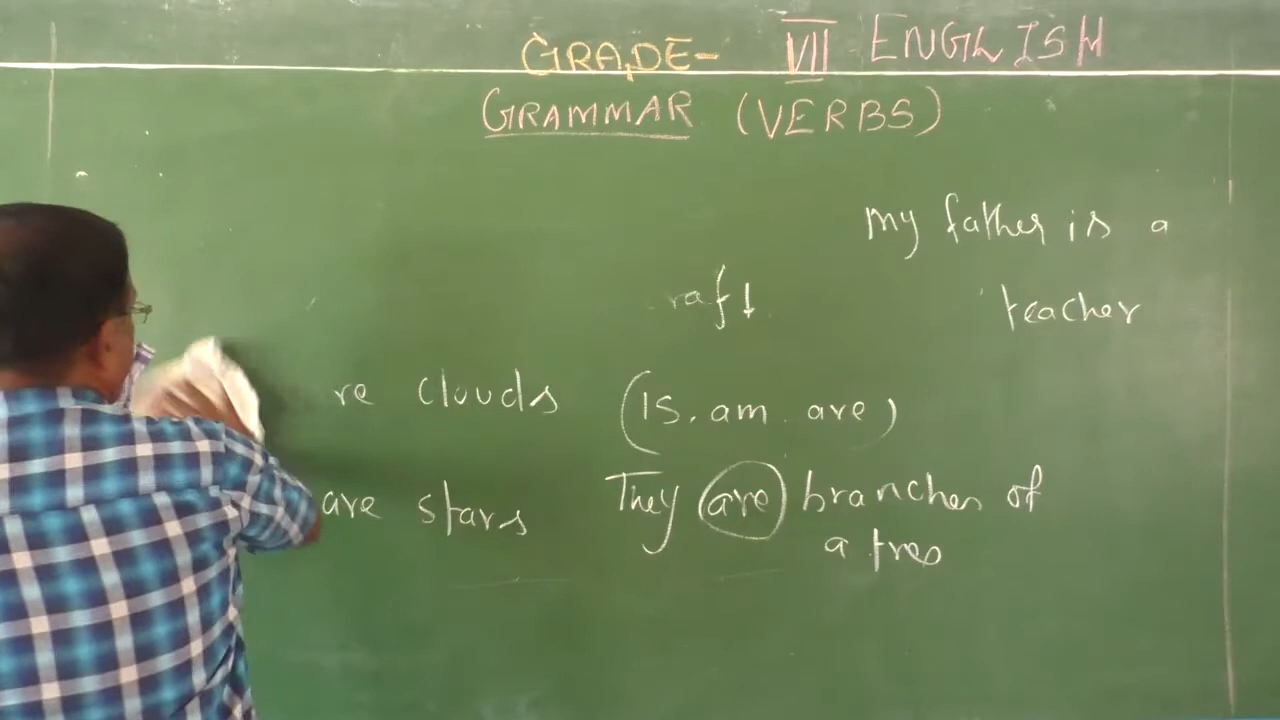 GRADE- VII ENGLISH
GRAMMAR (VERBS)
My father is a
teacher
raft
re clouds (Is. am. are)
are stars They are branches of
a tree